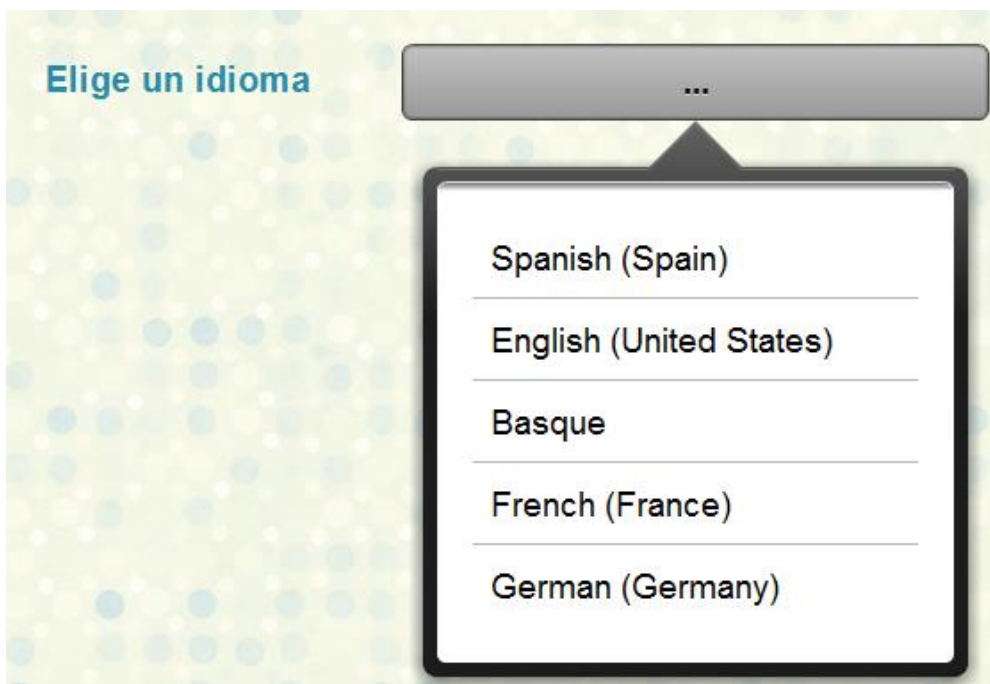 Elige un idioma
...
Spanish (Spain)
English (United States)
Basque
French (France)
German (Germany)